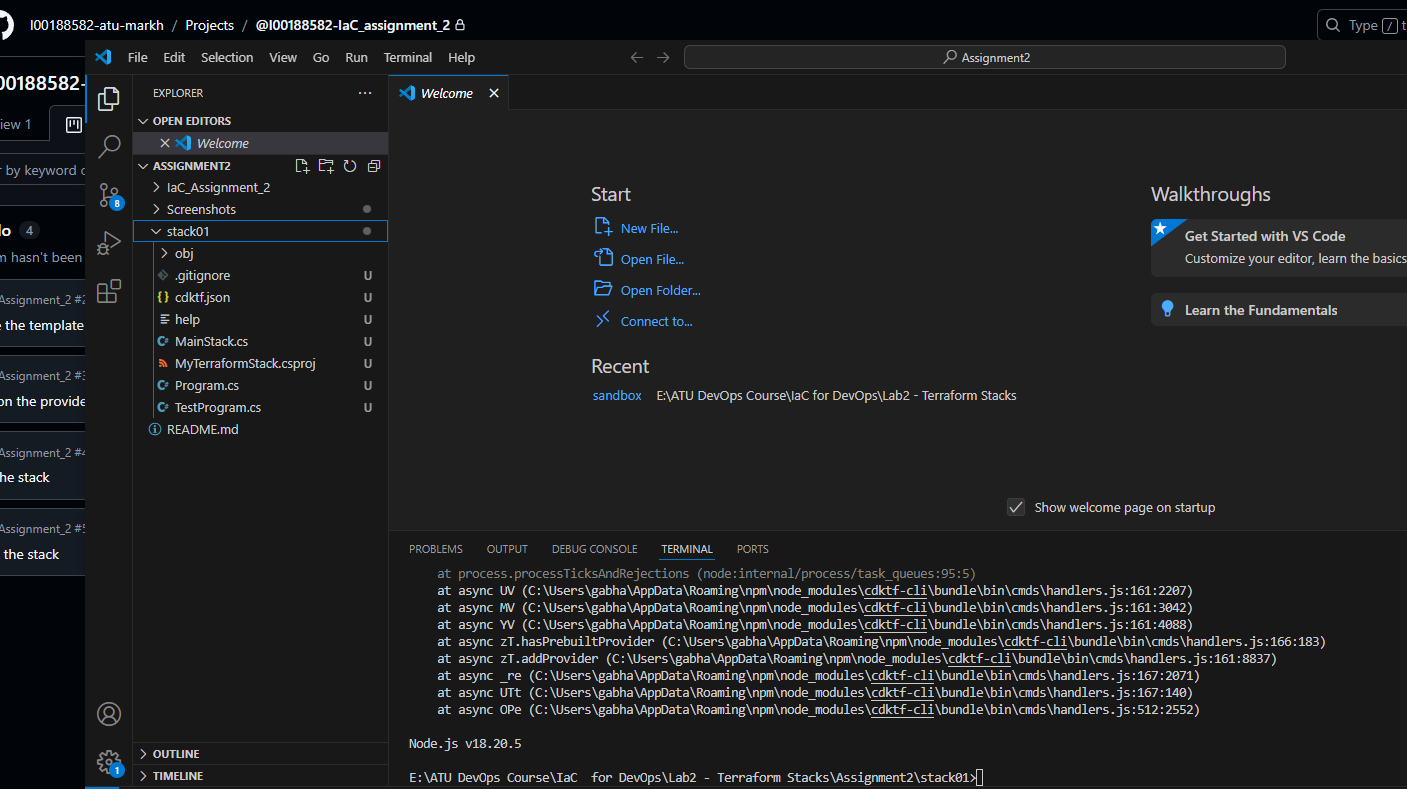 l00188582-atu-markh / Projects / @l00188582-IaC_assignment_2
Type / t
File Edit Selection View Go Run Terminal Help
Assignment2
00188582-
iew 1
r by keyword o
lo 4
m hasn't been
Assignment_2 #2
e the template
Assignment_2 #3
on the provide
Assignment_2 #4
he stack
Assignment_2 #5
the stack
8
1
EXPLORER ...
OPEN EDITORS
Welcome
ASSIGNMENT2
IaC_Assignment_2
Screenshots
stack01
obj
.gitignore U
{} cdktf.json U
help U
C# MainStack.cs U
MyTerraformStack.csproj U
C# Program.cs U
C# TestProgram.cs U
README.md
OUTLINE
TIMELINE
Welcome
Start
New File...
Open File...
Open Folder...
Connect to...
Recent
sandbox E:\ATU DevOps Course\IaC for DevOps\Lab2 - Terraform Stacks
Walkthroughs
Get Started with VS Code
Customize your editor, learn the basics
Learn the Fundamentals
Show welcome page on startup
PROBLEMS OUTPUT DEBUG CONSOLE TERMINAL PORTS
at process.processTicksAndRejections (node:internal/process/task_queues:95:5)
at async UV (C:\Users\gabha\AppData\Roaming\npm\node_modules\cdktf-cli\bundle\bin\cmds\handlers.js:161:2207)
at async MV (C:\Users\gabha\AppData\Roaming\npm\node_modules\cdktf-cli\bundle\bin\cmds\handlers.js:161:3042)
at async YV (C:\Users\gabha\AppData\Roaming\npm\node_modules\cdktf-cli\bundle\bin\cmds\handlers.js:161:4088)
at async zT.hasPrebuiltProvider (C:\Users\gabha\AppData\Roaming\npm\node_modules\cdktf-cli\bundle\bin\cmds\handlers.js:166:183)
at async zT.addProvider (C:\Users\gabha\AppData\Roaming\npm\node_modules\cdktf-cli\bundle\bin\cmds\handlers.js:161:8837)
at async _re (C:\Users\gabha\AppData\Roaming\npm\node_modules\cdktf-cli\bundle\bin\cmds\handlers.js:167:2071)
at async UTt (C:\Users\gabha\AppData\Roaming\npm\node_modules\cdktf-cli\bundle\bin\cmds\handlers.js:167:140)
at async OPe (C:\Users\gabha\AppData\Roaming\npm\node_modules\cdktf-cli\bundle\bin\cmds\handlers.js:512:2552)
Node.js v18.20.5
E:\ATU DevOps Course\IaC  for DevOps\Lab2 - Terraform Stacks\Assignment2\stack01>